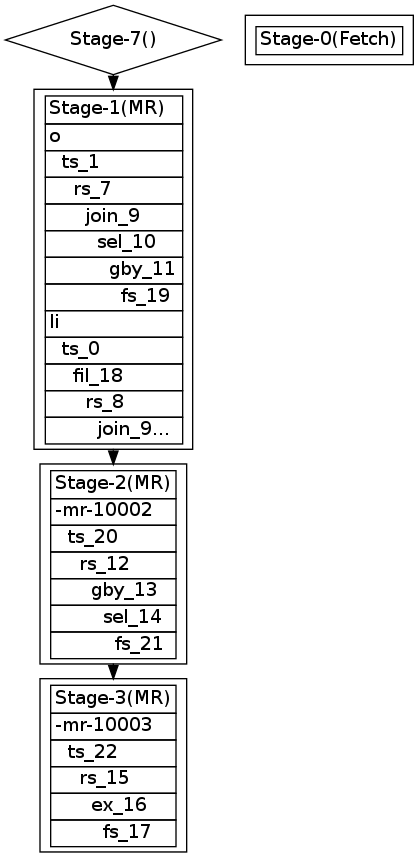 Stage-7()
Stage-0(Fetch)
Stage-1(MR)
o
ts_1
rs_7
join_9
sel_10
gby_11
fs_19
li
ts_0
fil_18
rs_8
join_9...
Stage-2(MR)
-mr-10002
ts_20
rs_12
gby_13
sel_14
fs_21
Stage-3(MR)
-mr-10003
ts_22
rs_15
ex_16
fs_17